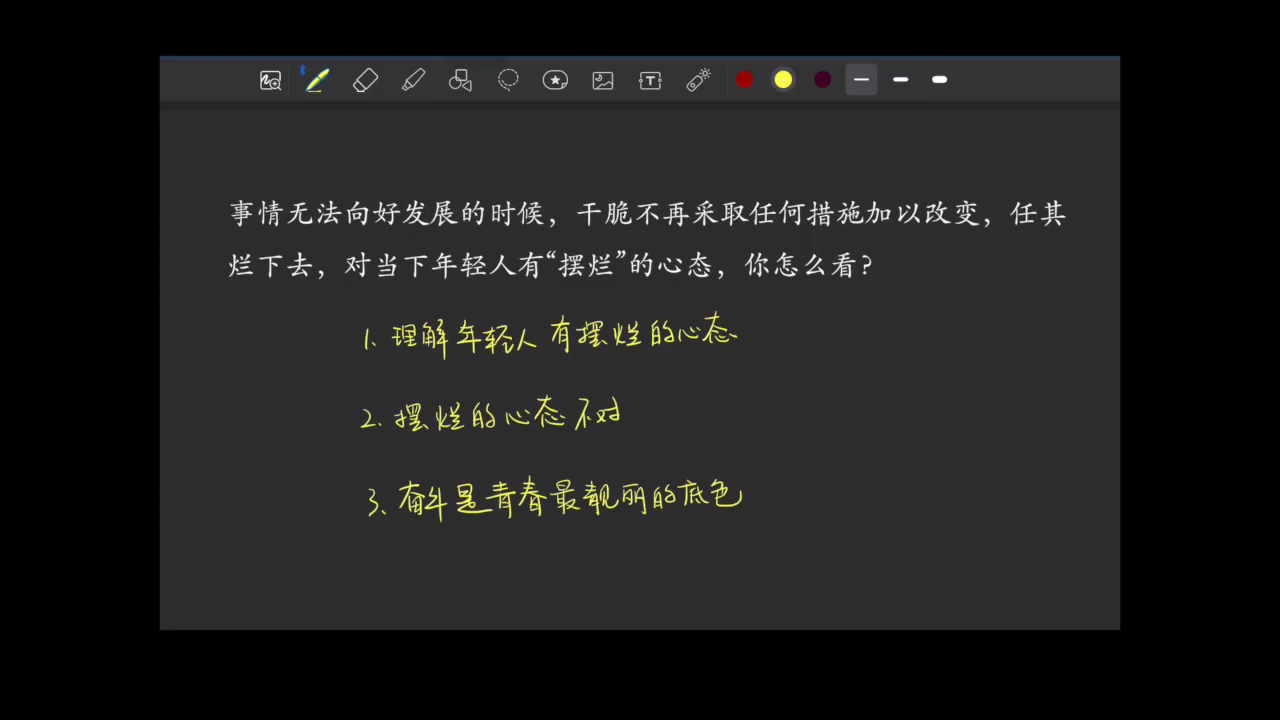 事情无法向好发展的时候，干脆不再采取任何措施加以改变，任其
烂下去，对当下年轻人有“摆烂”的心态，你怎么看？
1. 理解年轻人有摆烂的心态
2. 摆烂的心态不对
3. 奋斗是青春最靓丽的底色